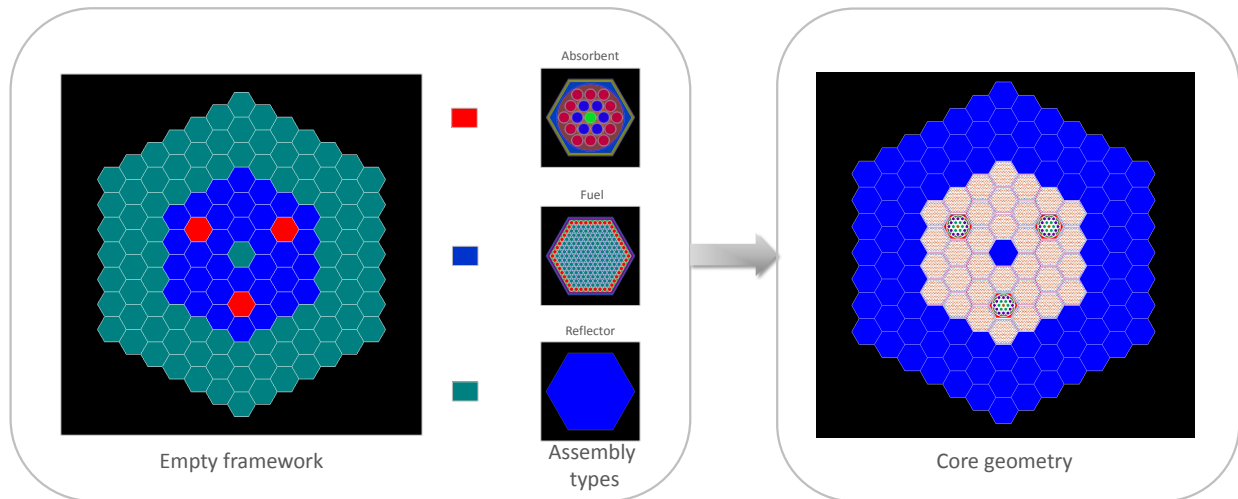 Absorbent
Fuel
Reflector
Empty framework
Assembly
types
Core geometry